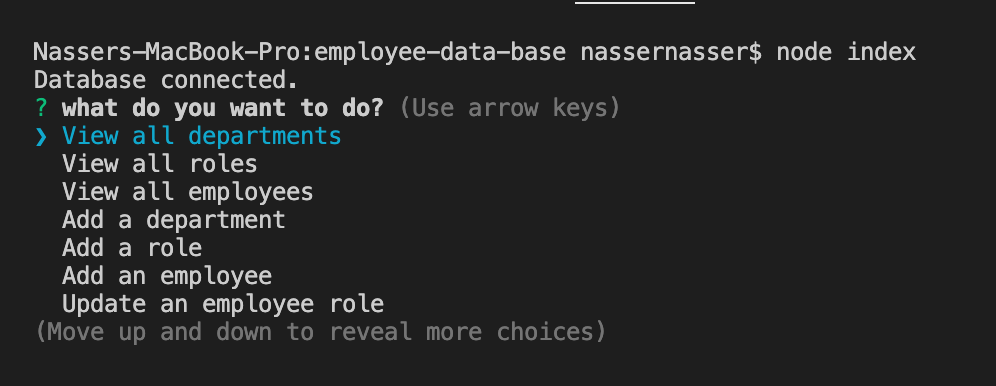 Nassers-MacBook-Pro:employee-data-base nassernasser$ node index
Database connected.
? what do you want to do? (Use arrow keys)
❯ View all departments
View all roles
View all employees
Add a department
Add a role
Add an employee
Update an employee role
(Move up and down to reveal more choices)